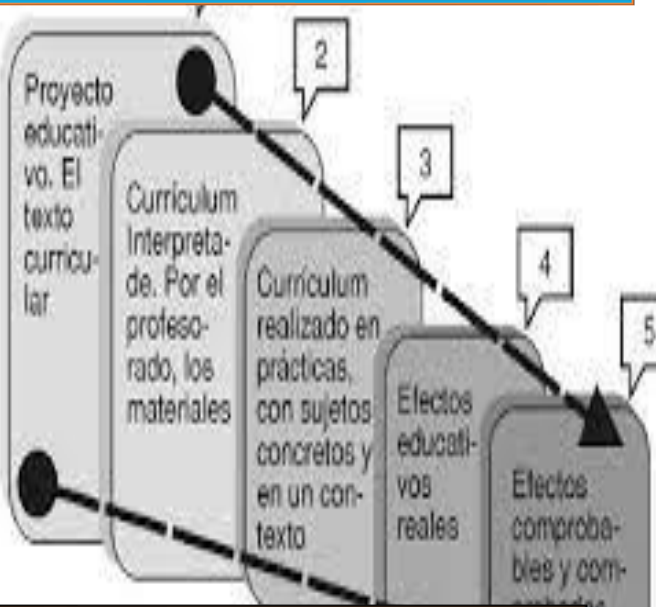 Proyecto
educati-
vo. El
texto
curricu-
lar
2
Currículum
Interpreta-
de. Por el
profeso-
rado, los
materiales
3
Currículum
realizado en
prácticas,
con sujetos
concretos y
en un con-
texto
4
Efectos
educati-
vos
reales
5
Efectos
comproba-
bles y com-